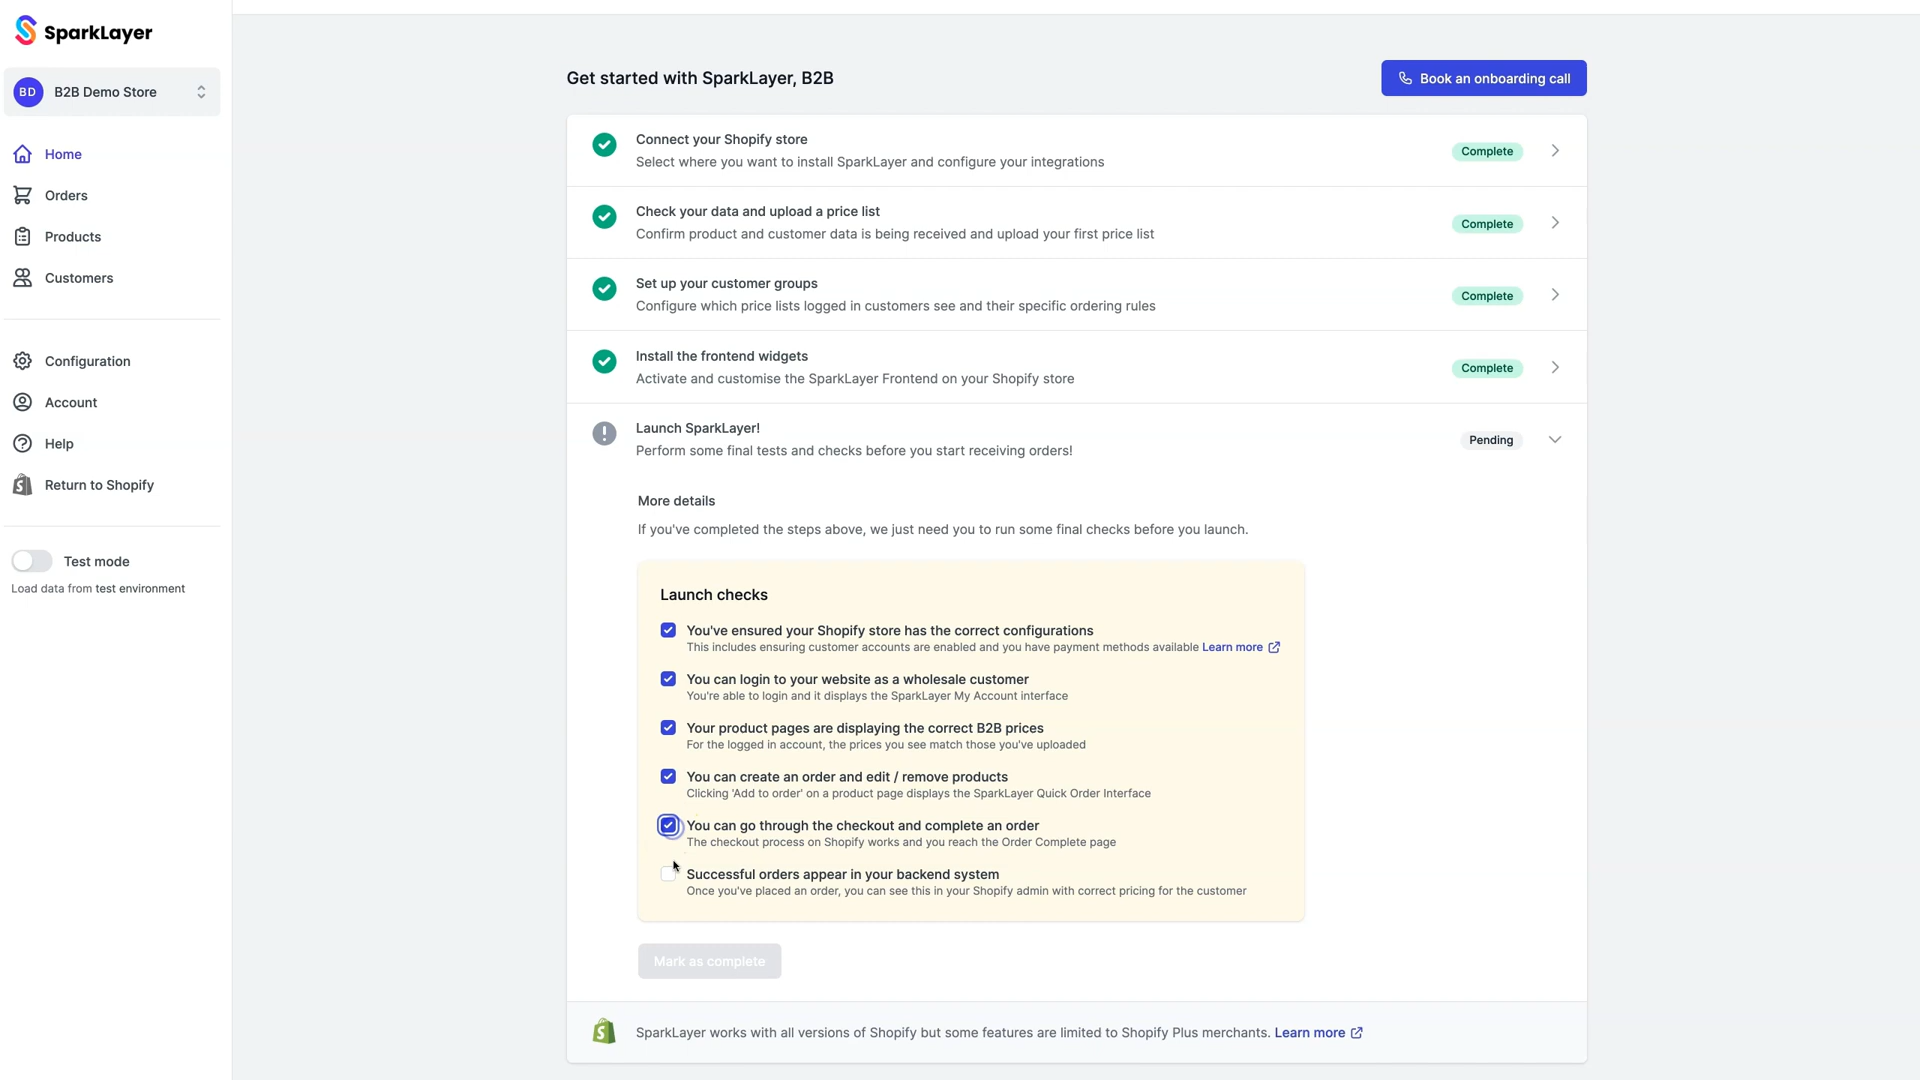 SparkLayer
BD B2B Demo Store
Home
Orders
Products
Customers
Configuration
Account
Help
Return to Shopify
Test mode
Load data from test environment
Get started with SparkLayer, B2B
Book an onboarding call
Connect your Shopify store
Select where you want to install SparkLayer and configure your integrations
Complete
Check your data and upload a price list
Confirm product and customer data is being received and upload your first price list
Complete
Set up your customer groups
Configure which price lists logged in customers see and their specific ordering rules
Complete
Install the frontend widgets
Activate and customise the SparkLayer Frontend on your Shopify store
Complete
Launch SparkLayer!
Perform some final tests and checks before you start receiving orders!
Pending
More details
If you've completed the steps above, we just need you to run some final checks before you launch.
Launch checks
You've ensured your Shopify store has the correct configurations
This includes ensuring customer accounts are enabled and you have payment methods available Learn more
You can login to your website as a wholesale customer
You're able to login and it displays the SparkLayer My Account interface
Your product pages are displaying the correct B2B prices
For the logged in account, the prices you see match those you've uploaded
You can create an order and edit / remove products
Clicking 'Add to order' on a product page displays the SparkLayer Quick Order Interface
You can go through the checkout and complete an order
The checkout process on Shopify works and you reach the Order Complete page
Successful orders appear in your backend system
Once you've placed an order, you can see this in your Shopify admin with correct pricing for the customer
Mark as complete
SparkLayer works with all versions of Shopify but some features are limited to Shopify Plus merchants. Learn more